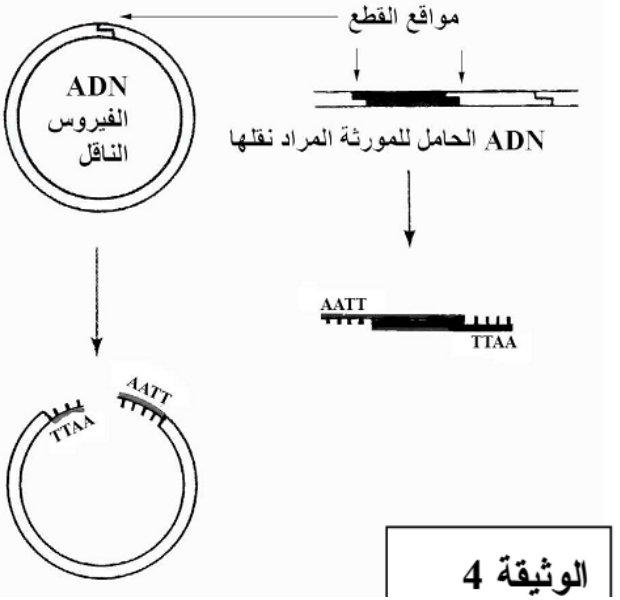 مواقع القطع
ADN
الفيروس
الناقل
ADN الحامل للمورثة المراد نقلها
AATT
TTAA
AATT
TTAA
الوثيقة 4